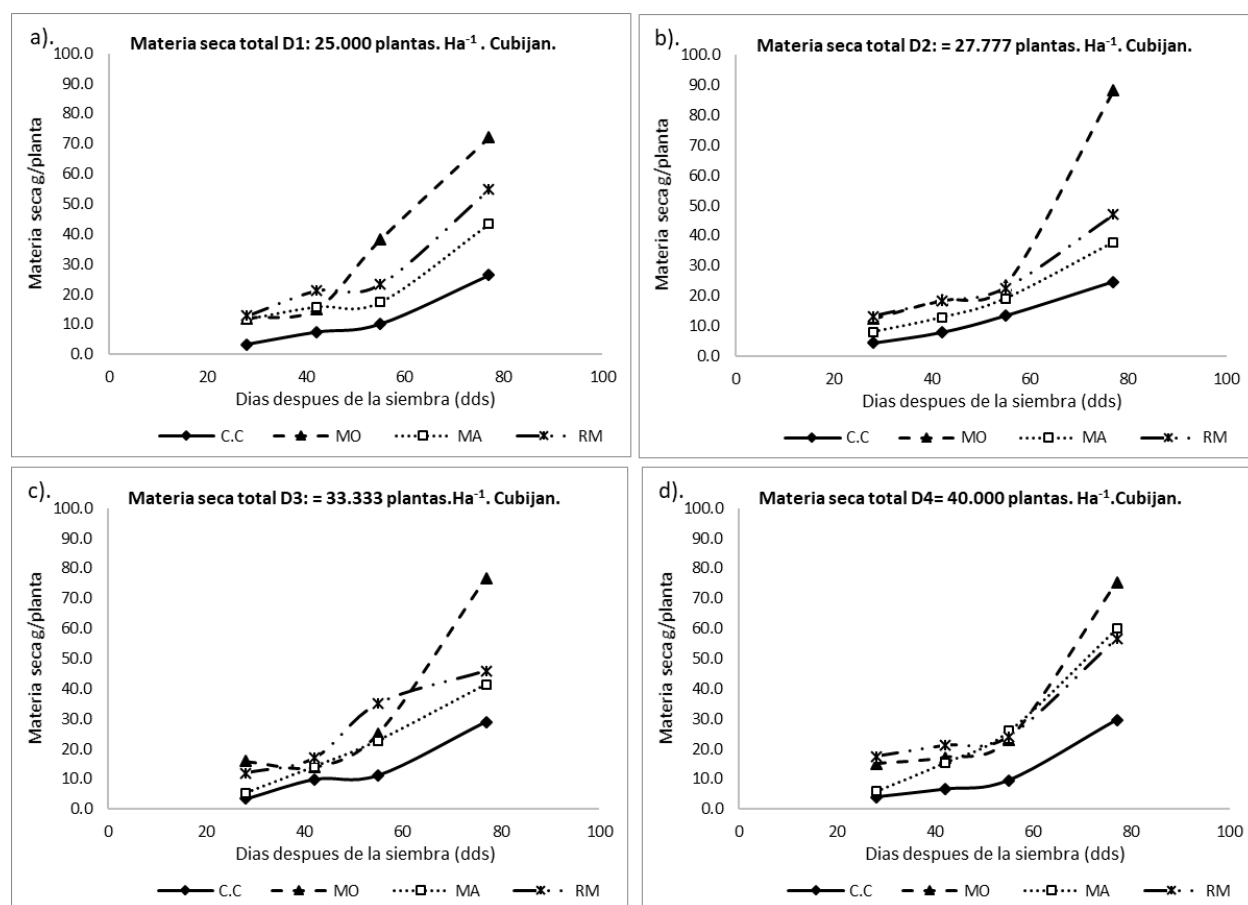 a).
Materia seca total D1: 25.000 plantas. Ha⁻¹ . Cubijan.
Materia seca g/planta
100.0
90.0
80.0
70.0
60.0
50.0
40.0
30.0
20.0
10.0
0.0
0 20 40 60 80 100
Dias despues de la siembra (dds)
C.C MO MA RM
b).
Materia seca total D2: = 27.777 plantas. Ha⁻¹. Cubijan.
Materia seca g/planta
100.0
90.0
80.0
70.0
60.0
50.0
40.0
30.0
20.0
10.0
0.0
0 20 40 60 80 100
Dias despues de la siembra (dds)
C.C MO MA RM
c).
Materia seca total D3: = 33.333 plantas.Ha⁻¹. Cubijan.
Materia seca g/planta
100.0
90.0
80.0
70.0
60.0
50.0
40.0
30.0
20.0
10.0
0.0
0 20 40 60 80 100
Dias despues de la siembra (dds)
C.C MO MA RM
d).
Materia seca total D4= 40.000 plantas. Ha⁻¹.Cubijan.
Materia seca g/planta
100.0
90.0
80.0
70.0
60.0
50.0
40.0
30.0
20.0
10.0
0.0
0 20 40 60 80 100
Dias despues de la siembra (dds)
C.C MO MA RM